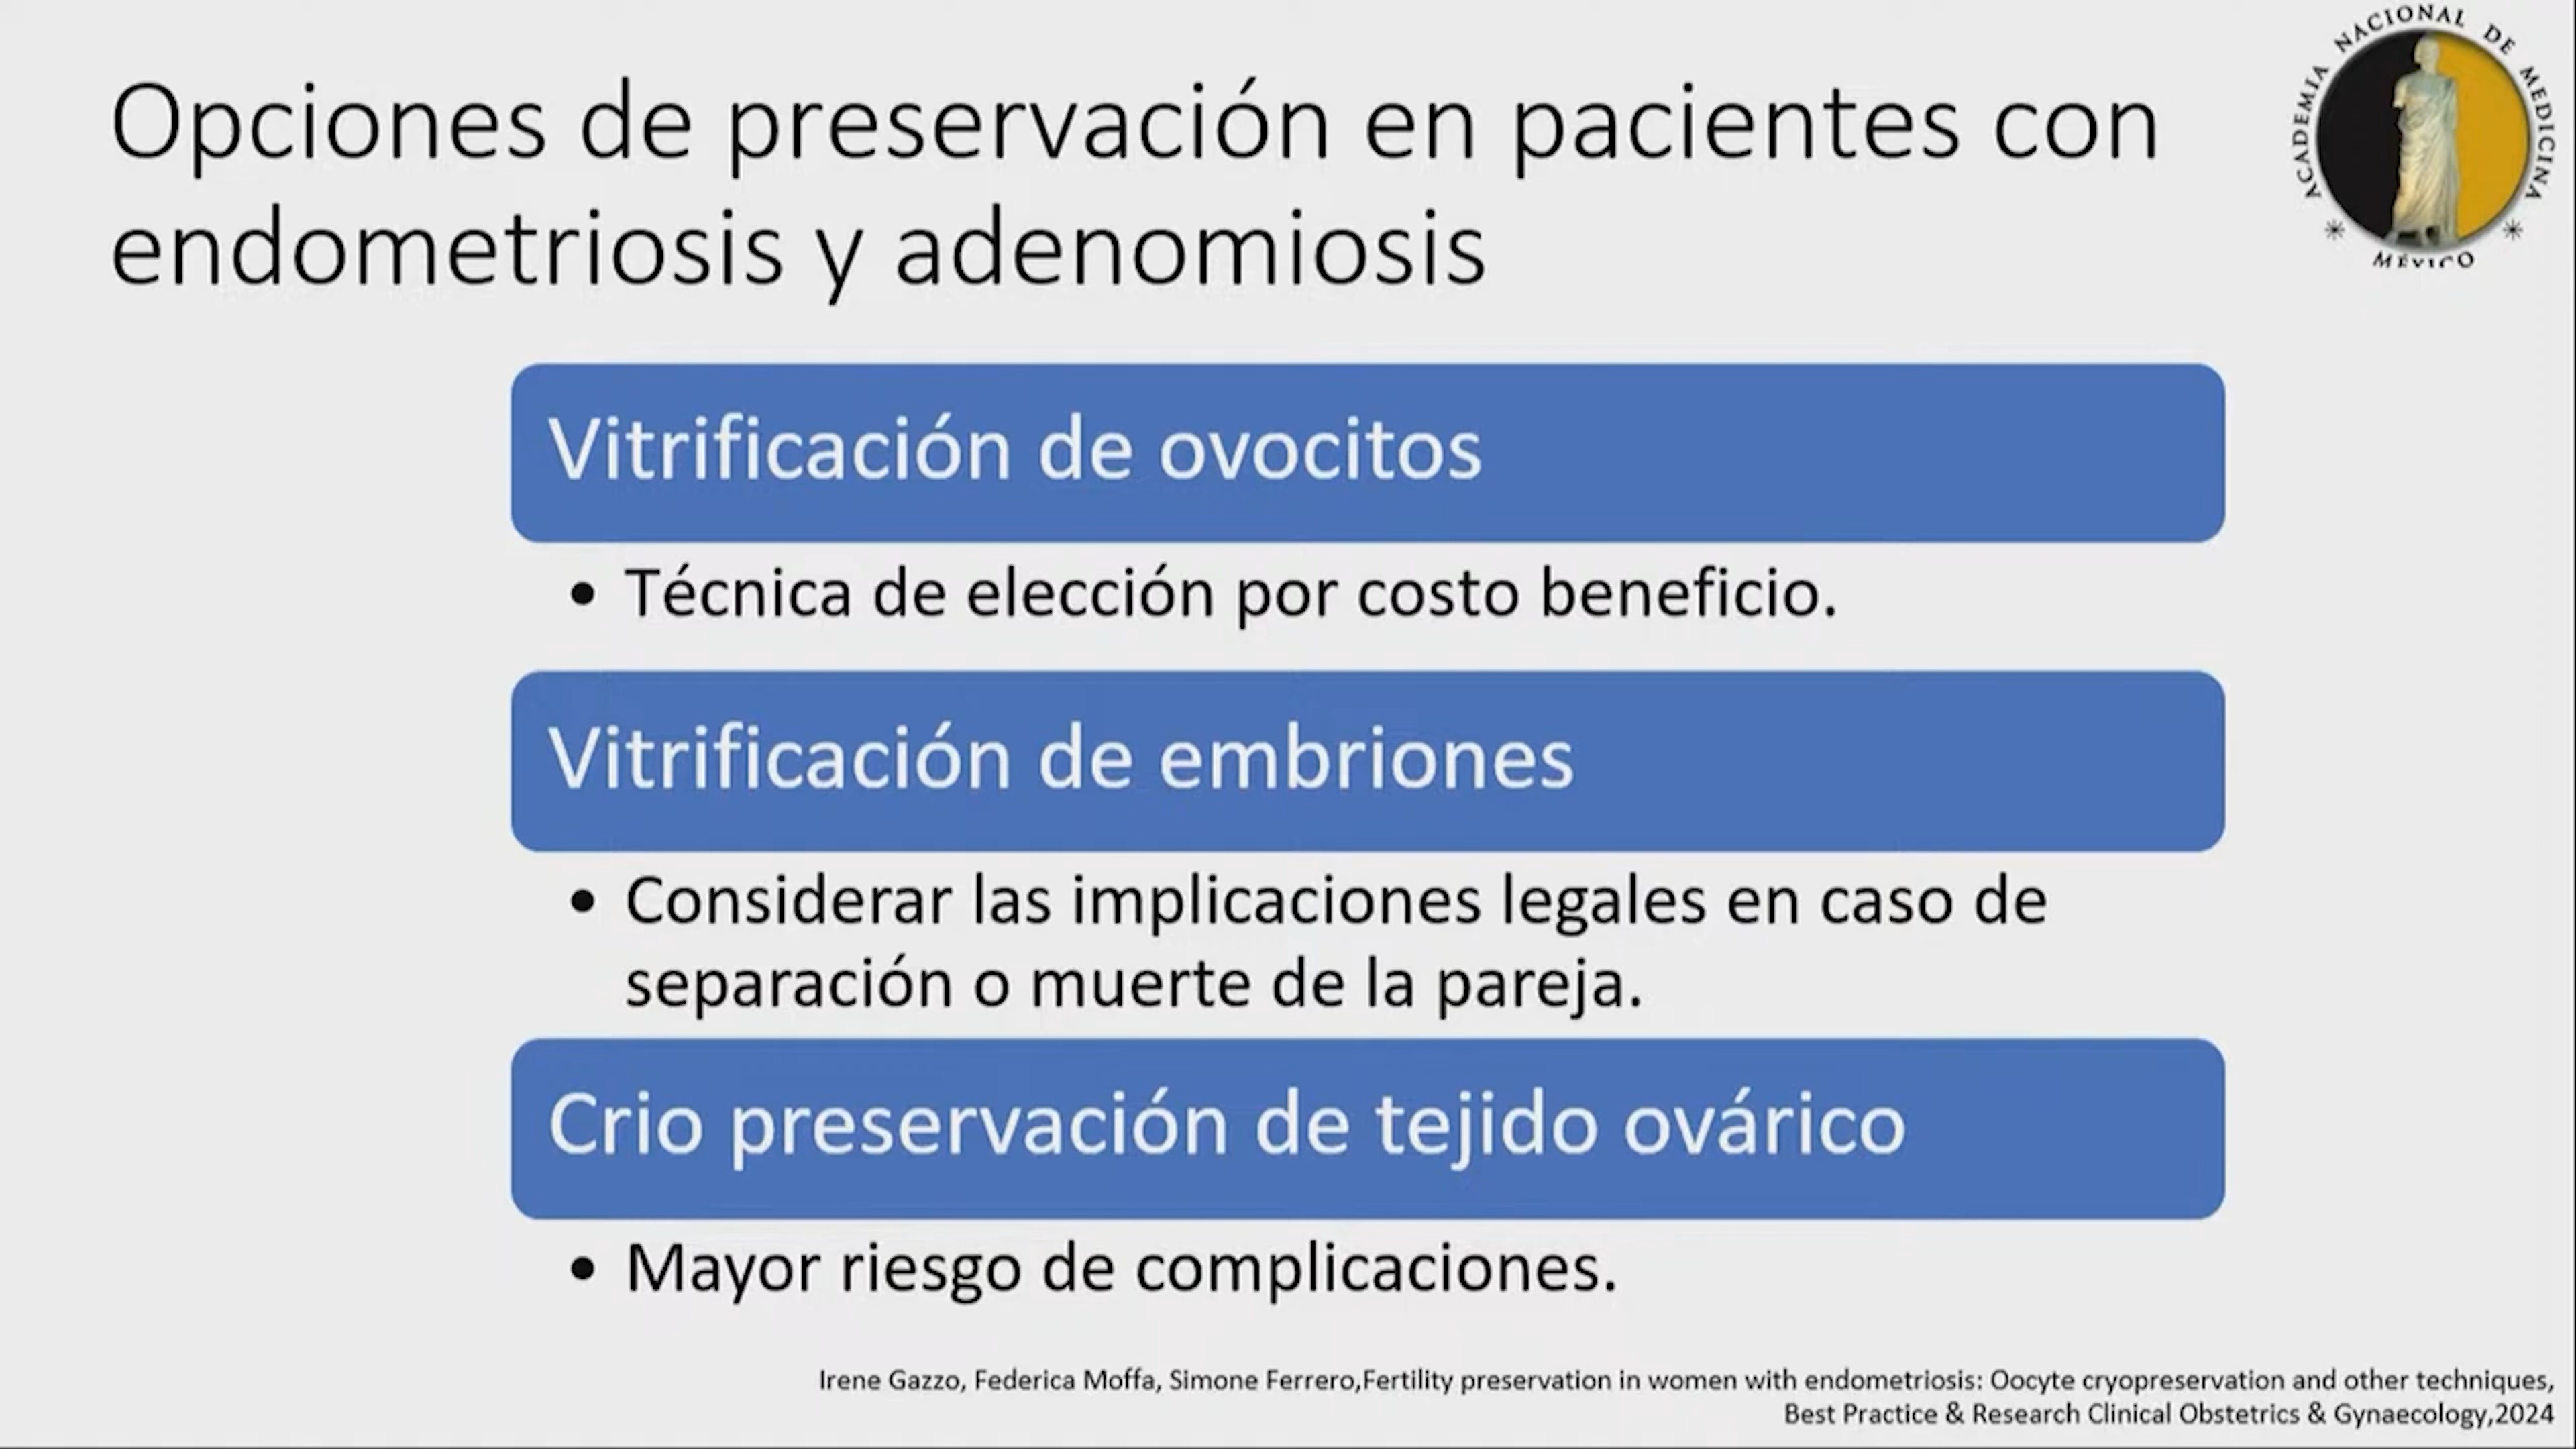 Opciones de preservación en pacientes con
endometriosis y adenomiosis
ACADEMIA NACIONAL DE MEDICINA
MÉXICO
Vitrificación de ovocitos
• Técnica de elección por costo beneficio.
Vitrificación de embriones
• Considerar las implicaciones legales en caso de
separación o muerte de la pareja.
Crio preservación de tejido ovárico
• Mayor riesgo de complicaciones.
Irene Gazzo, Federica Moffa, Simone Ferrero,Fertility preservation in women with endometriosis: Oocyte cryopreservation and other techniques,
Best Practice & Research Clinical Obstetrics & Gynaecology,2024